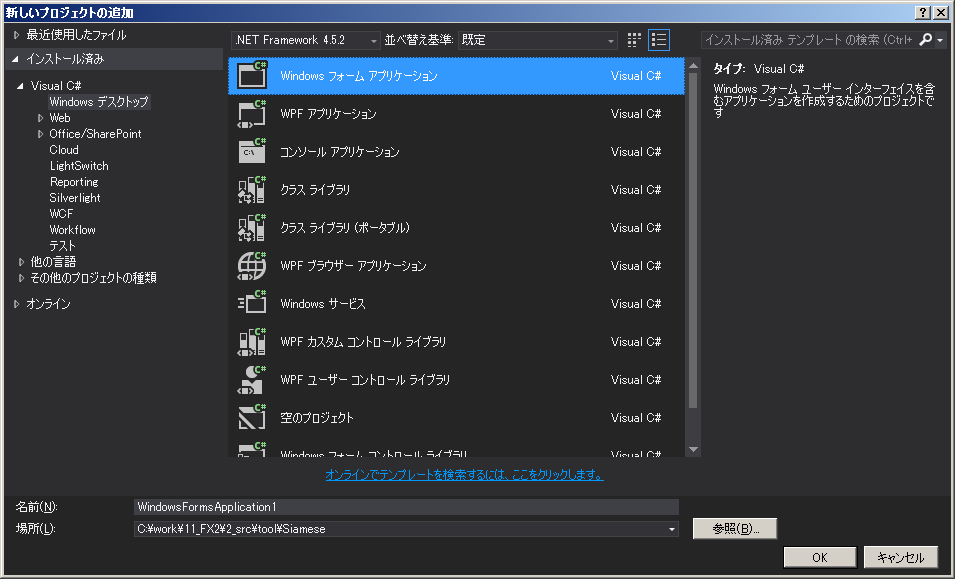 新しいプロジェクトの追加
最近使用したファイル
インストール済み
Visual C#
Windows デスクトップ
Web
Office/SharePoint
Cloud
LightSwitch
Reporting
Silverlight
WCF
Workflow
テスト
他の言語
その他のプロジェクトの種類
オンライン
.NET Framework 4.5.2 並べ替え基準: 既定
Windows フォーム アプリケーション Visual C#
WPF アプリケーション Visual C#
コンソール アプリケーション Visual C#
クラス ライブラリ Visual C#
クラス ライブラリ (ポータブル) Visual C#
WPF ブラウザー アプリケーション Visual C#
Windows サービス Visual C#
WPF カスタム コントロール ライブラリ Visual C#
WPF ユーザー コントロール ライブラリ Visual C#
空のプロジェクト Visual C#
Windows フォーム コントロール ライブラリ Visual C#
オンラインでテンプレートを検索するには、ここをクリックします。
インストール済み テンプレート の検索 (Ctrl+
タイプ: Visual C#
Windows フォーム ユーザー インターフェイスを含
むアプリケーションを作成するためのプロジェクトで
す
名前(N): WindowsFormsApplication1
場所(L): C:¥work¥11_FX2¥2_src¥tool¥Siamese
参照(B)...
OK キャンセル